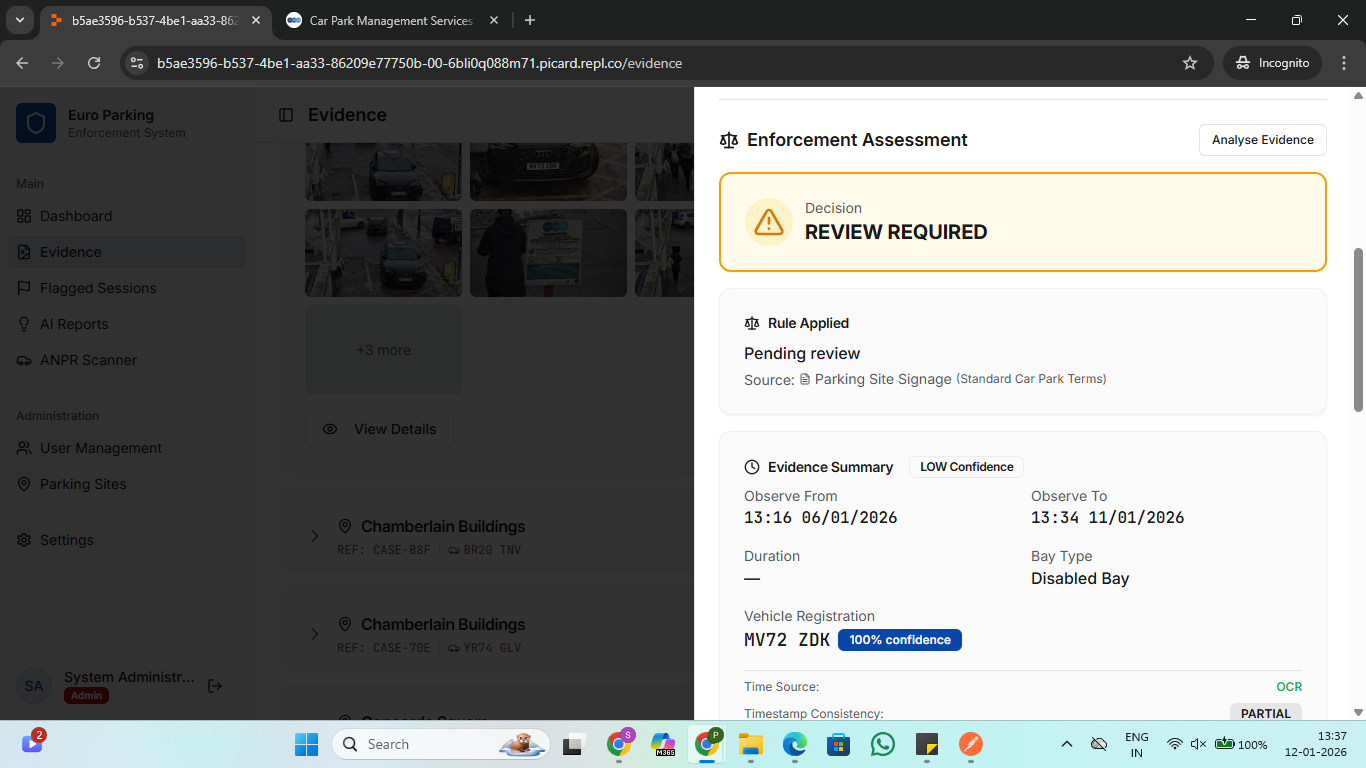 b5ae3596-b537-4be1-aa33-862
Car Park Management Services
b5ae3596-b537-4be1-aa33-86209e77750b-00-6bli0q088m71.picard.repl.co/evidence
Incognito
Euro Parking
Enforcement System
Main
Dashboard
Evidence
Flagged Sessions
AI Reports
ANPR Scanner
Administration
User Management
Parking Sites
Settings
SA
System Administr...
Admin
Evidence
MV72 ZDK
+3 more
View Details
Chamberlain Buildings
REF: CASE-B8F
BR20 TNV
Chamberlain Buildings
REF: CASE-70E
YR74 GLV
Enforcement Assessment
Analyse Evidence
Decision
REVIEW REQUIRED
Rule Applied
Pending review
Source: Parking Site Signage (Standard Car Park Terms)
Evidence Summary
LOW Confidence
Observe From
13:16 06/01/2026
Observe To
13:34 11/01/2026
Duration
—
Bay Type
Disabled Bay
Vehicle Registration
MV72 ZDK
100% confidence
Time Source:
OCR
Timestamp Consistency:
PARTIAL
2
Search
S
M365
P
ENG
IN
100%
13:37
12-01-2026